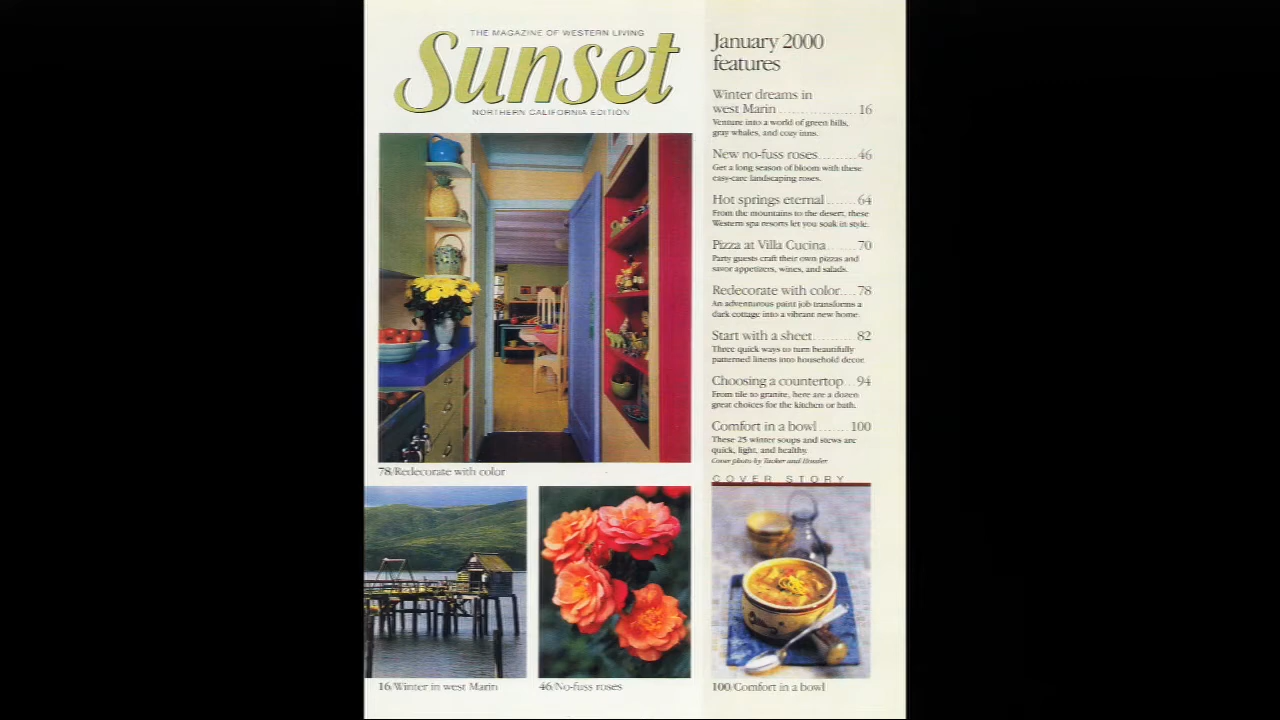 THE MAGAZINE OF WESTERN LIVING
Sunset
NORTHERN CALIFORNIA EDITION
78/Redecorate with color
16/Winter in west Marin
46/No-fuss roses
January 2000
features
Winter dreams in
west Marin ................ 16
Venture into a world of green hills,
gray whales, and cozy inns.
New no-fuss roses ........ 46
Get a long season of bloom with these
easy-care landscaping roses.
Hot springs eternal ....... 64
From the mountains to the desert, these
Western spa resorts let you soak in style.
Pizza at Villa Cucina ...... 70
Party guests craft their own pizzas and
savor appetizers, wines, and salads.
Redecorate with color .... 78
An adventurous paint job transforms a
dark cottage into a vibrant new home.
Start with a sheet ......... 82
Three quick ways to turn beautifully
patterned linens into household decor.
Choosing a countertop .. 94
From tile to granite, here are a dozen
great choices for the kitchen or bath.
Comfort in a bowl ...... 100
These 25 winter soups and stews are
quick, light, and healthy.
Cover photo by Tucker and Hossler
COVER STORY
100/Comfort in a bowl